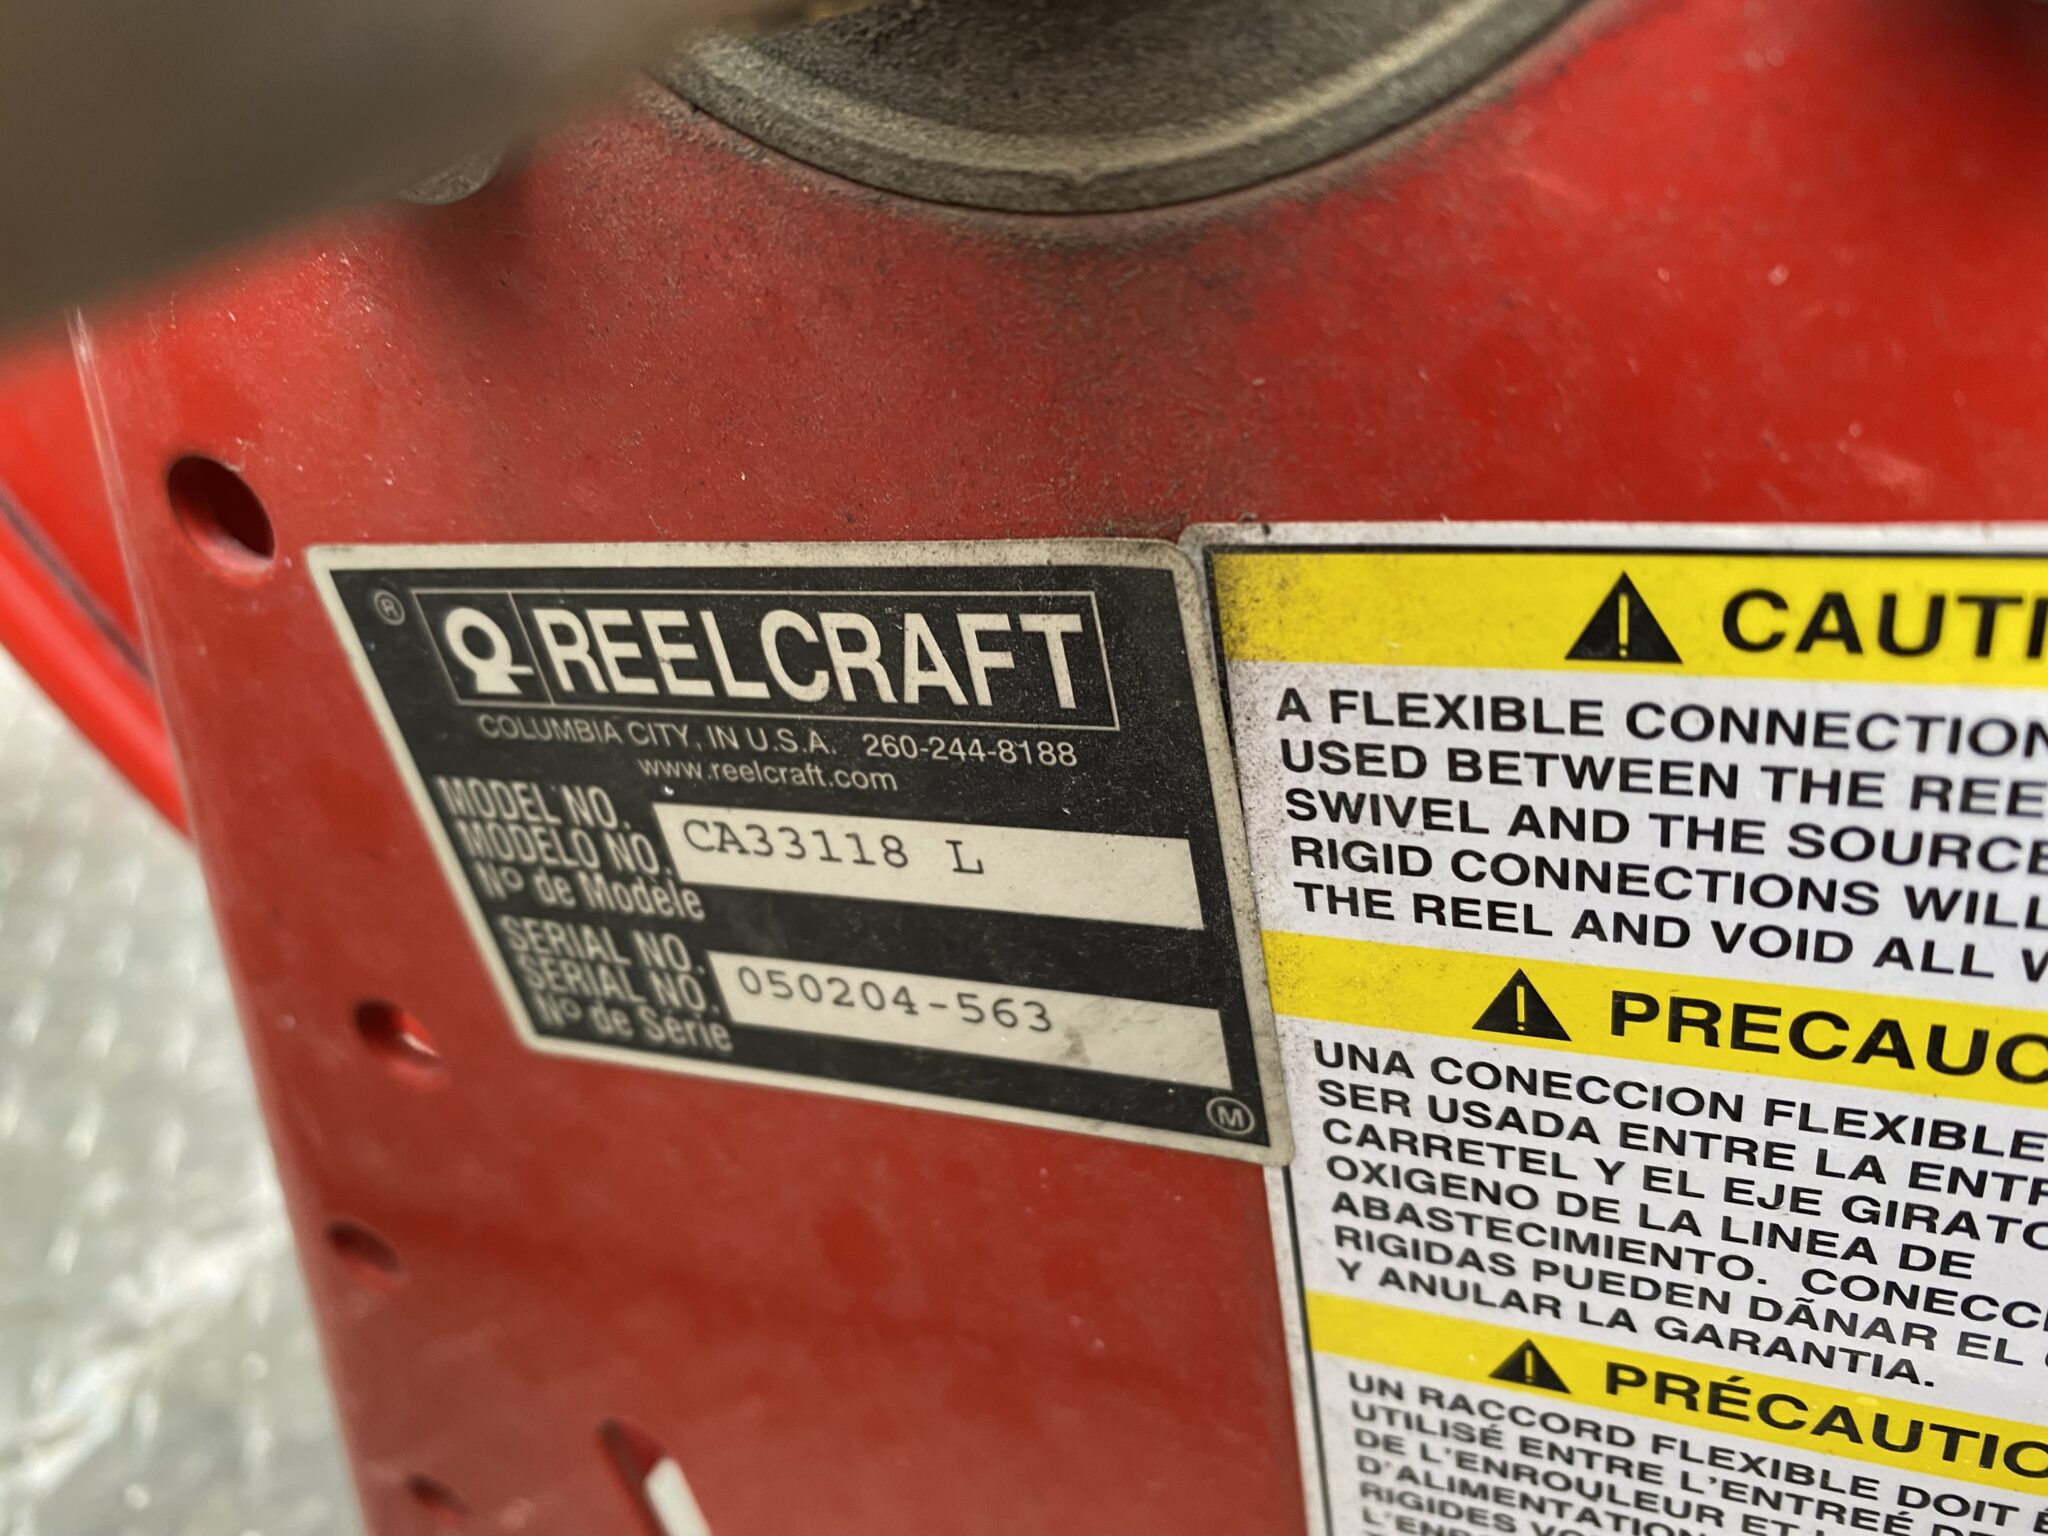 ®
REELCRAFT
COLUMBIA CITY, IN U.S.A. 260-244-8188
www.reelcraft.com
MODEL NO.
MODELO NO.
Nº de Modèle
CA33118 L
SERIAL NO.
SERIAL NO.
Nº de Série
050204-563
M
CAUTI
A FLEXIBLE CONNECTION
USED BETWEEN THE REE
SWIVEL AND THE SOURCE
RIGID CONNECTIONS WILL
THE REEL AND VOID ALL
PRECAUC
UNA CONECCION FLEXIBLE
SER USADA ENTRE LA ENTR
CARRETEL Y EL EJE GIRATO
OXIGENO DE LA LINEA DE
ABASTECIMIENTO. CONECCI
RIGIDAS PUEDEN DÃNAR EL
Y ANULAR LA GARANTIA.
PRÉCAUTIO
UN RACCORD FLEXIBLE DOIT
UTILISÉ ENTRE L'ENTREÉ
DE L'ENROULEUR ET
D'ALIMENTATION
RIGIDES